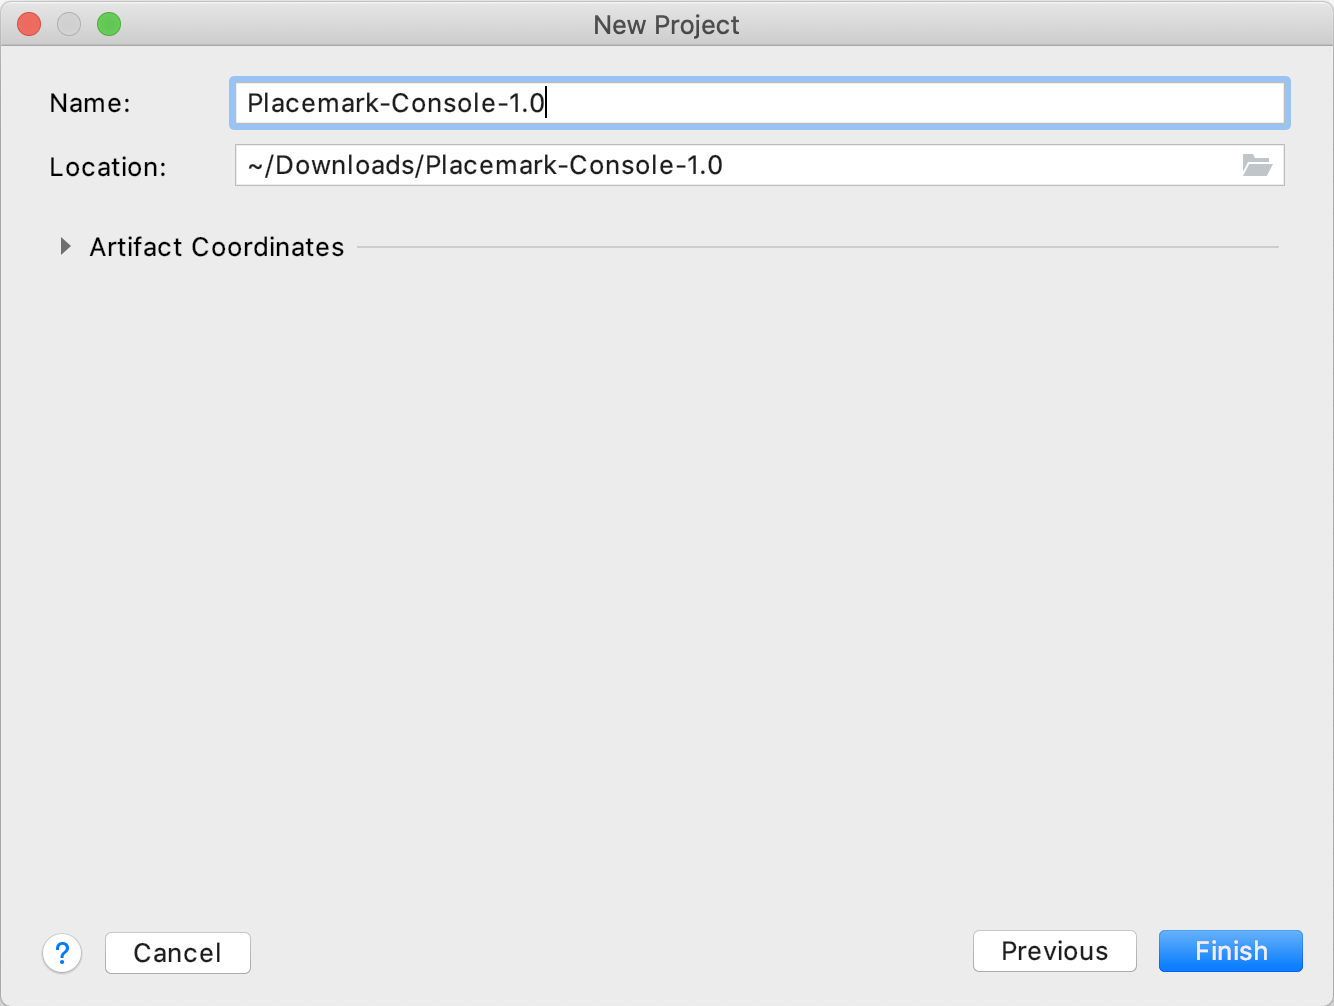 New Project
Name: Placemark-Console-1.0
Location: ~/Downloads/Placemark-Console-1.0
Artifact Coordinates
? Cancel Previous Finish